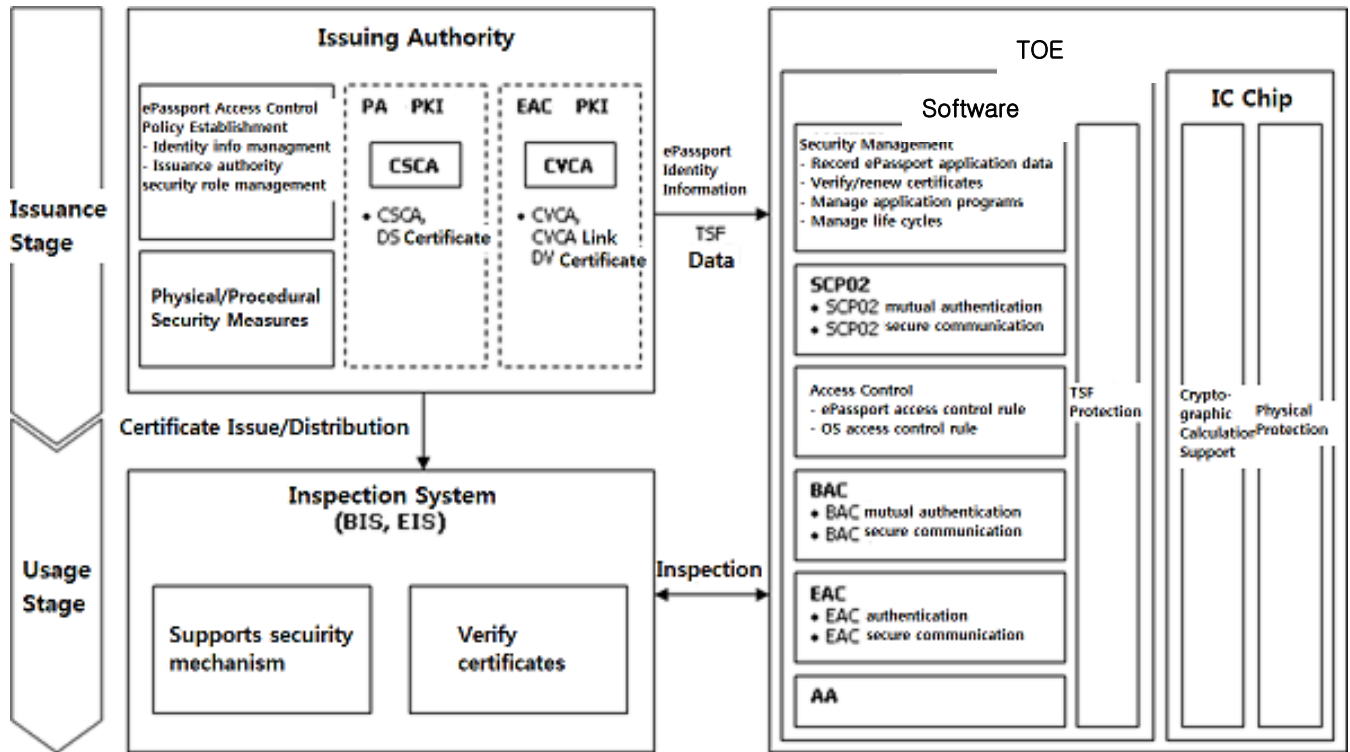 Issuance
Stage
Usage
Stage
Issuing Authority
ePassport Access Control
Policy Establishment
- Identity info managment
- Issuance authority
security role management
Physical/Procedural
Security Measures
PA PKI
CSCA
• CSCA,
DS Certificate
EAC PKI
CVCA
• CVCA,
CVCA Link
DV Certificate
ePassport
Identity
Information
TSF
Data
Certificate Issue/Distribution
Inspection System
(BIS, EIS)
Supports secuirity
mechanism
Verify
certificates
Inspection
TOE
Software
Security Management
- Record ePassport application data
- Verify/renew certificates
- Manage application programs
- Manage life cycles
SCP02
• SCP02 mutual authentication
• SCP02 secure communication
Access Control
- ePassport access control rule
- OS access control rule
BAC
• BAC mutual authentication
• BAC secure communication
EAC
• EAC authentication
• EAC secure communication
AA
TSF
Protection
IC Chip
Crypto-
graphic
Calculation
Support
Physical
Protection